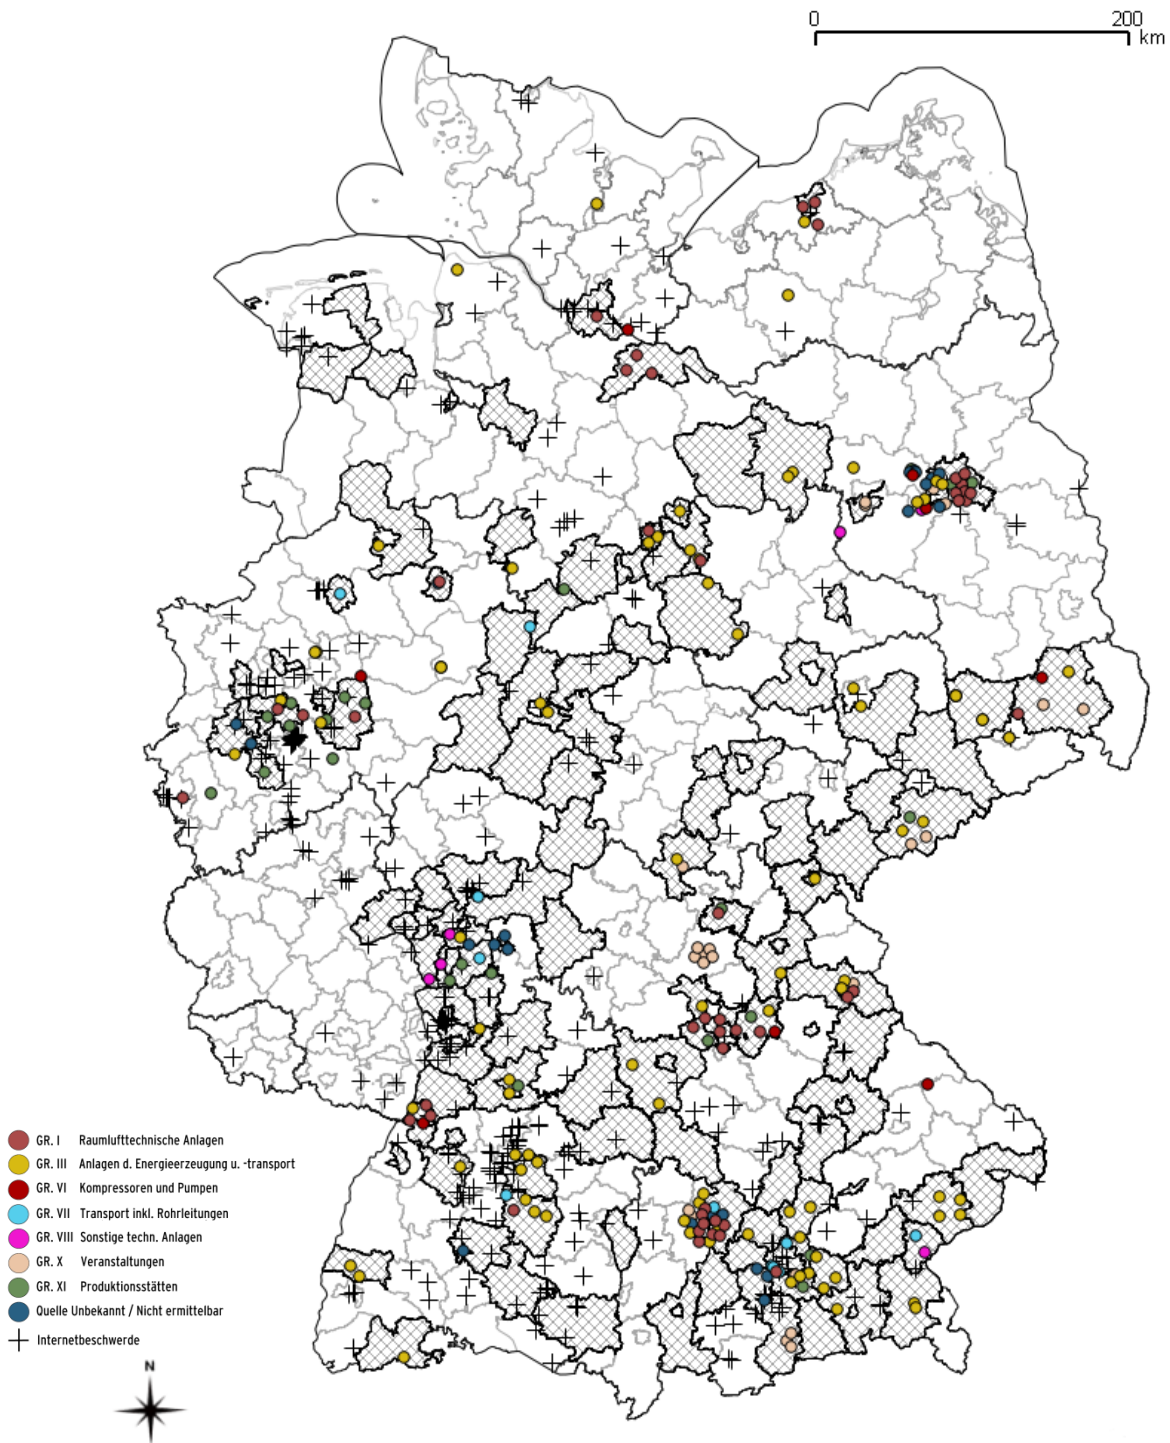 0 200
km
GR. I Raumlufttechnische Anlagen
GR. III Anlagen d. Energieerzeugung u. -transport
GR. VI Kompressoren und Pumpen
GR. VII Transport inkl. Rohrleitungen
GR. VIII Sonstige techn. Anlagen
GR. X Veranstaltungen
GR. XI Produktionsstätten
Quelle Unbekannt / Nicht ermittelbar
Internetbeschwerde
N